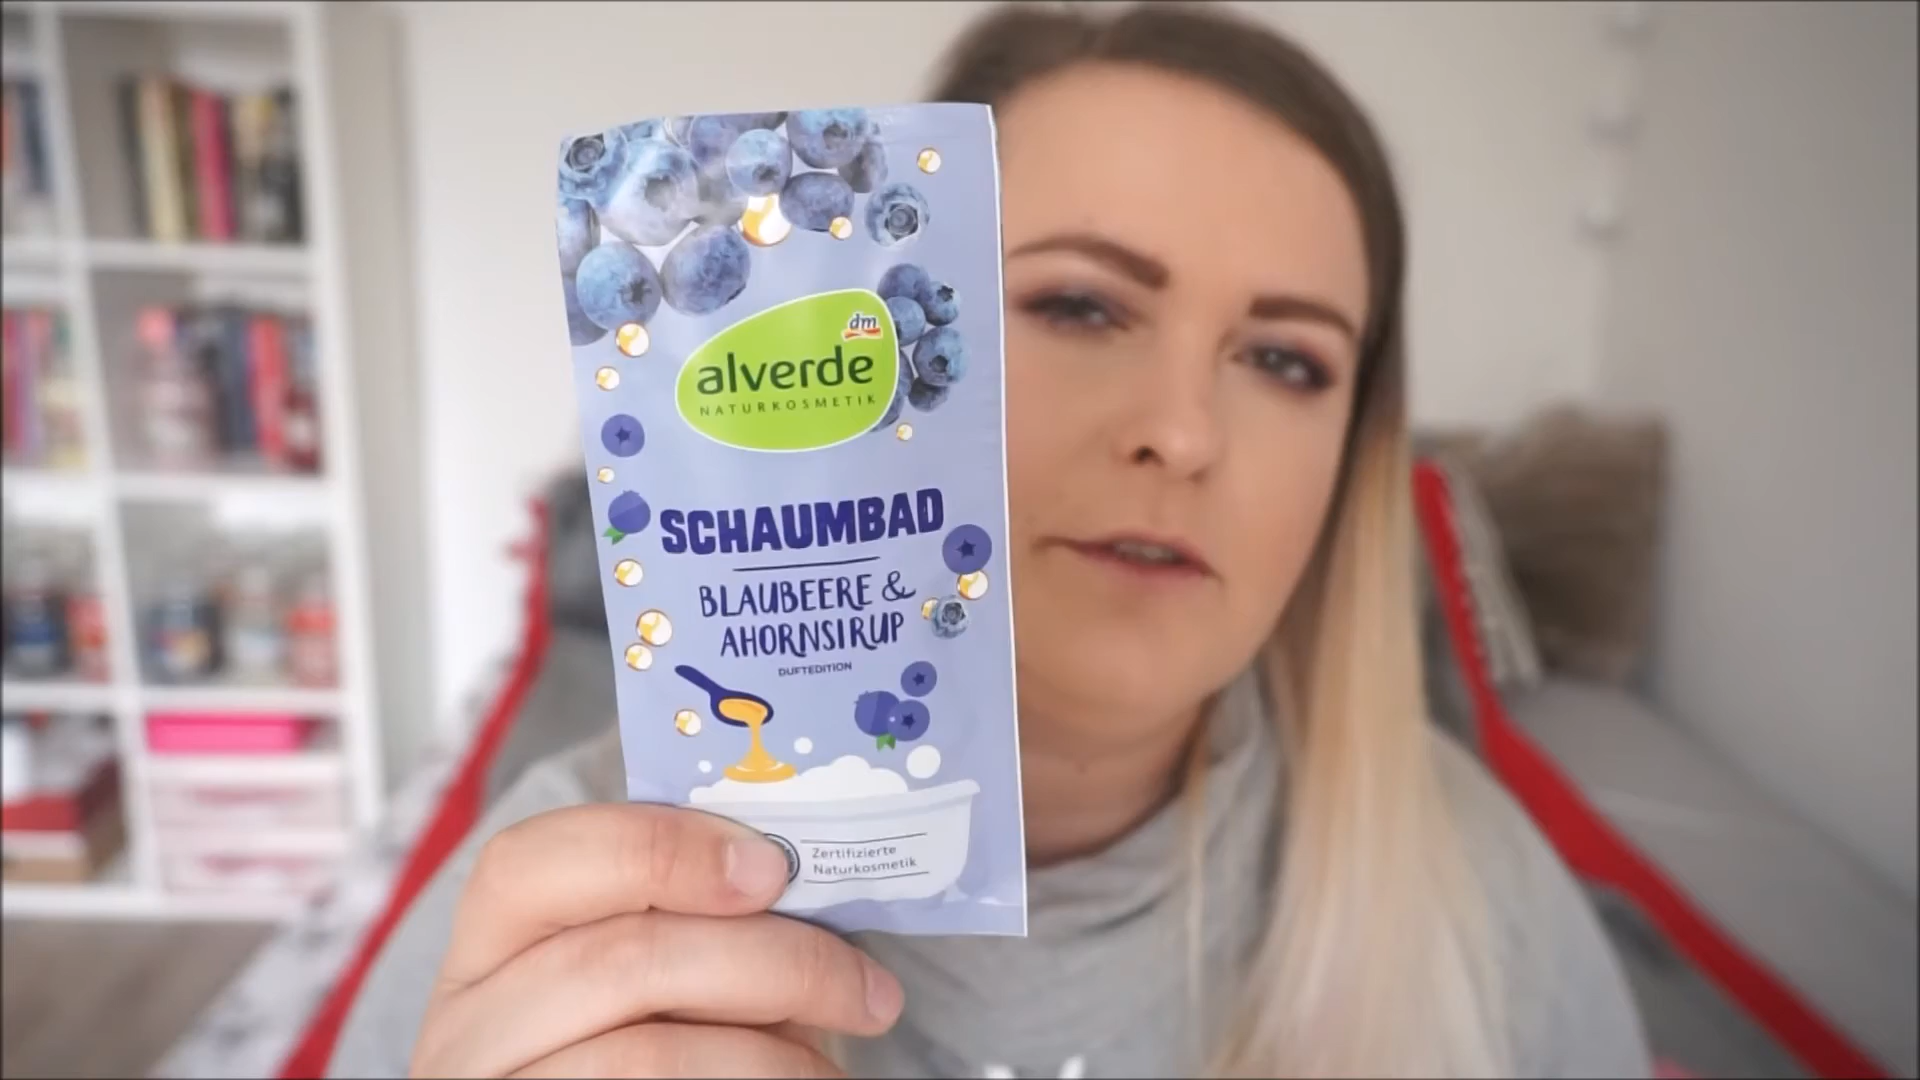 dm
alverde
NATURKOSMETIK
SCHAUMBAD
BLAUBEERE &
AHORNSIRUP
DUFTEDITION
Zertifizierte
Naturkosmetik